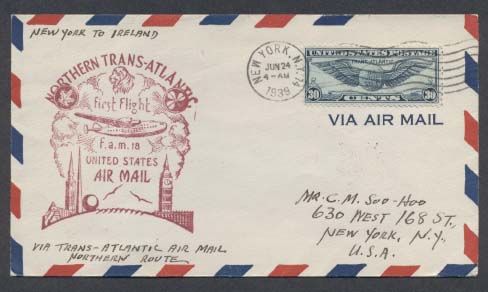 NEW YORK TO IRELAND
NORTHERN TRANS-ATLANTIC
First Flight
F.a.m. 18
UNITED STATES
AIR MAIL
NEW YORK, N.Y.
JUN 24
4-AM
1939
UNITED STATES POSTAGE
TRANS-ATLANTIC
30 CENTS 30
VIA AIR MAIL
MR. C. M. SOO-HOO
630 WEST 168 ST.,
NEW YORK, N.Y.,
U.S.A.
VIA TRANS-ATLANTIC AIR MAIL
NORTHERN ROUTE